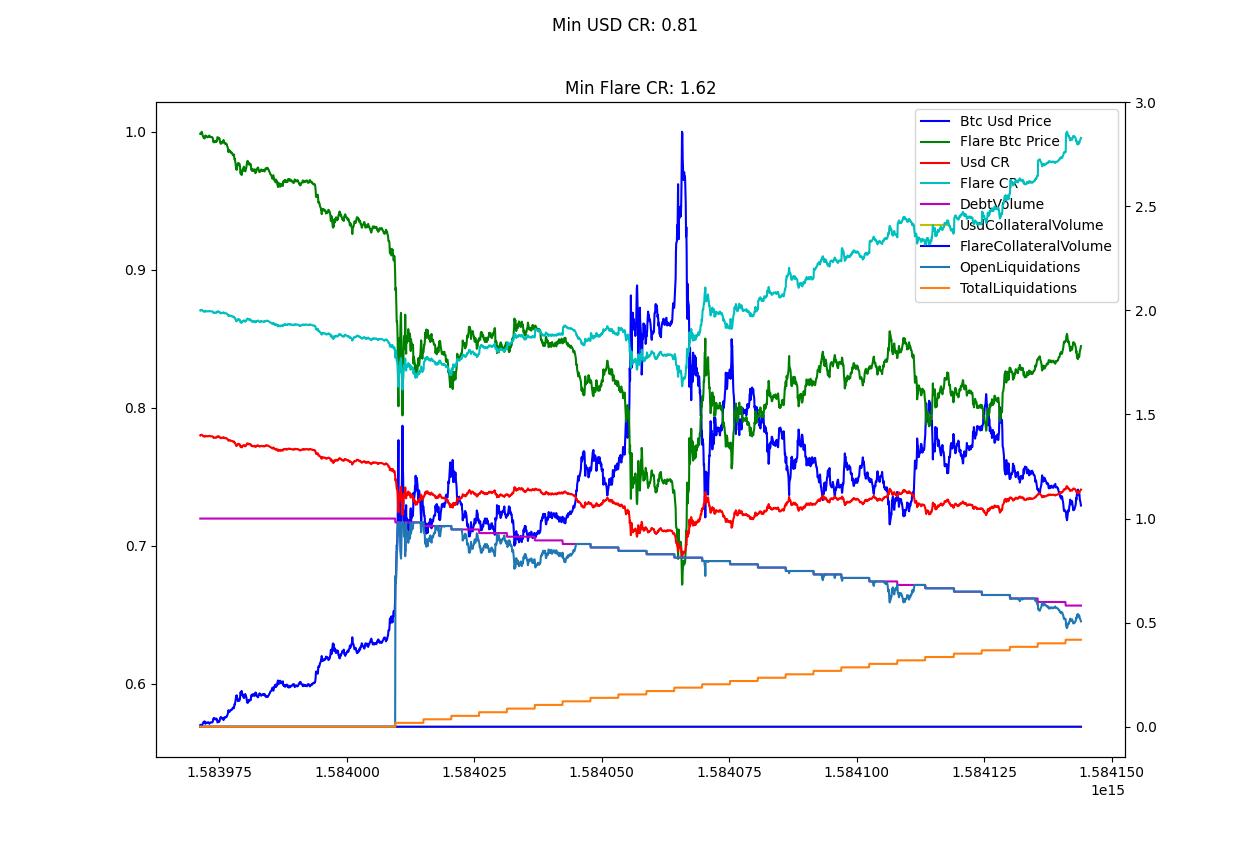 Min USD CR: 0.81
Min Flare CR: 1.62
1.0
0.9
0.8
0.7
0.6
3.0
2.5
2.0
1.5
1.0
0.5
0.0
Btc Usd Price
Flare Btc Price
Usd CR
Flare CR
DebtVolume
UsdCollateralVolume
FlareCollateralVolume
OpenLiquidations
TotalLiquidations
1.583975 1.584000 1.584025 1.584050 1.584075 1.584100 1.584125 1.584150
1e15